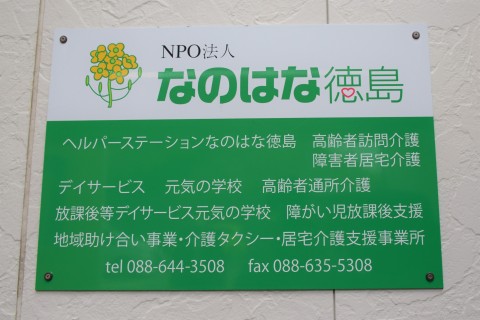 NPO法人
なのはな徳島
ヘルパーステーションなのはな徳島　高齢者訪問介護
障害者居宅介護
デイサービス　元気の学校　高齢者通所介護
放課後等デイサービス元気の学校　障がい児放課後支援
地域助け合い事業・介護タクシー・居宅介護支援事業所
tel 088-644-3508　fax 088-635-5308